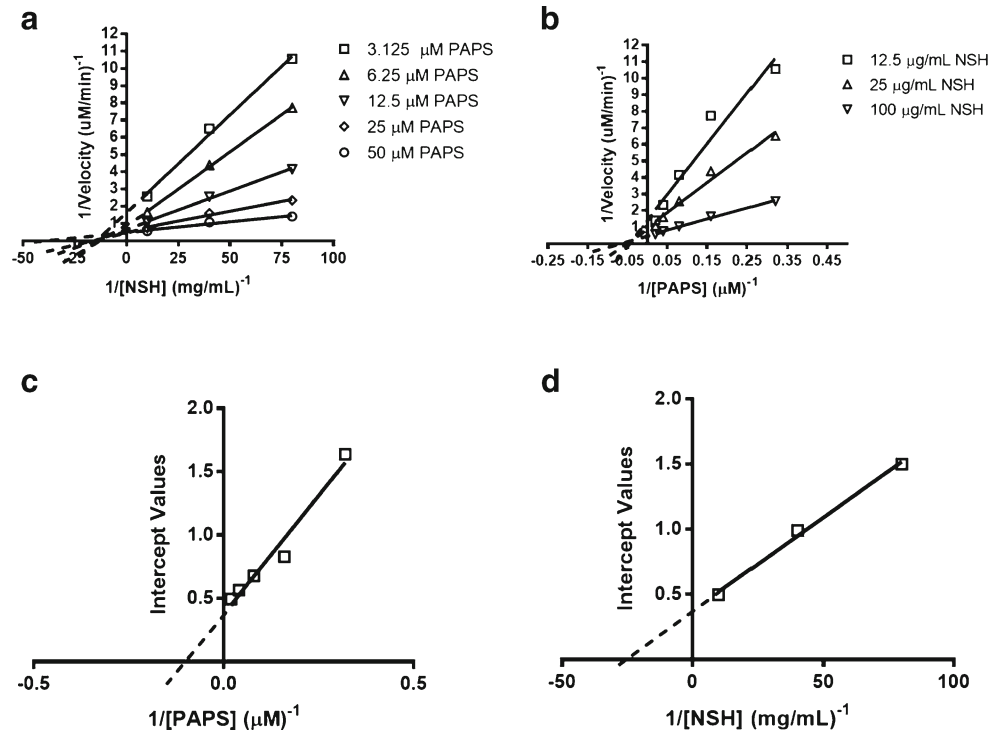 a
1/Velocity (uM/min)-1
12
11
10
9
8
7
6
5
4
3
2
1
-50 -25 0 25 50 75 100
1/[NSH] (mg/mL)-1
3.125 μM PAPS
6.25 μM PAPS
12.5 μM PAPS
25 μM PAPS
50 μM PAPS
b
1/Velocity (uM/min)-1
12
11
10
9
8
7
6
5
4
3
2
1
-0.25 -0.15 -0.05 0.05 0.15 0.25 0.35 0.45
1/[PAPS] (μM)-1
12.5 μg/mL NSH
25 μg/mL NSH
100 μg/mL NSH
c
Intercept Values
2.0
1.5
1.0
0.5
-0.5 0.0 0.5
1/[PAPS] (μM)-1
d
Intercept Values
2.0
1.5
1.0
0.5
-50 0 50 100
1/[NSH] (mg/mL)-1